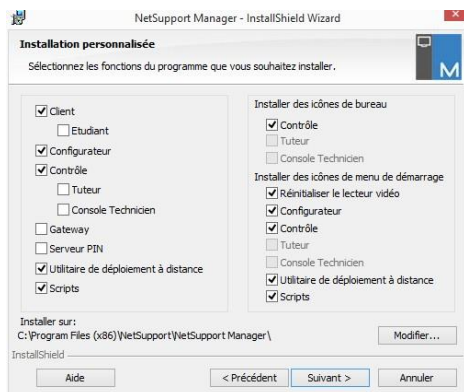 NetSupport Manager - InstallShield Wizard
Installation personnalisée
Sélectionnez les fonctions du programme que vous souhaitez installer.
M
Client
Etudiant
Configurateur
Contrôle
Tuteur
Console Technicien
Gateway
Serveur PIN
Utilitaire de déploiement à distance
Scripts
Installer des icônes de bureau
Contrôle
Tuteur
Console Technicien
Installer des icônes de menu de démarrage
Réinitialiser le lecteur vidéo
Configurateur
Contrôle
Tuteur
Console Technicien
Utilitaire de déploiement à distance
Scripts
Installer sur:
C:\Program Files (x86)\NetSupport\NetSupport Manager\
Modifier...
InstallShield
Aide
< Précédent
Suivant >
Annuler